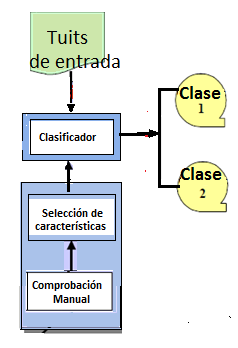 Tuits
de entrada
Clase
1
Clasificador
Clase
2
Selección de
características
Comprobación
Manual